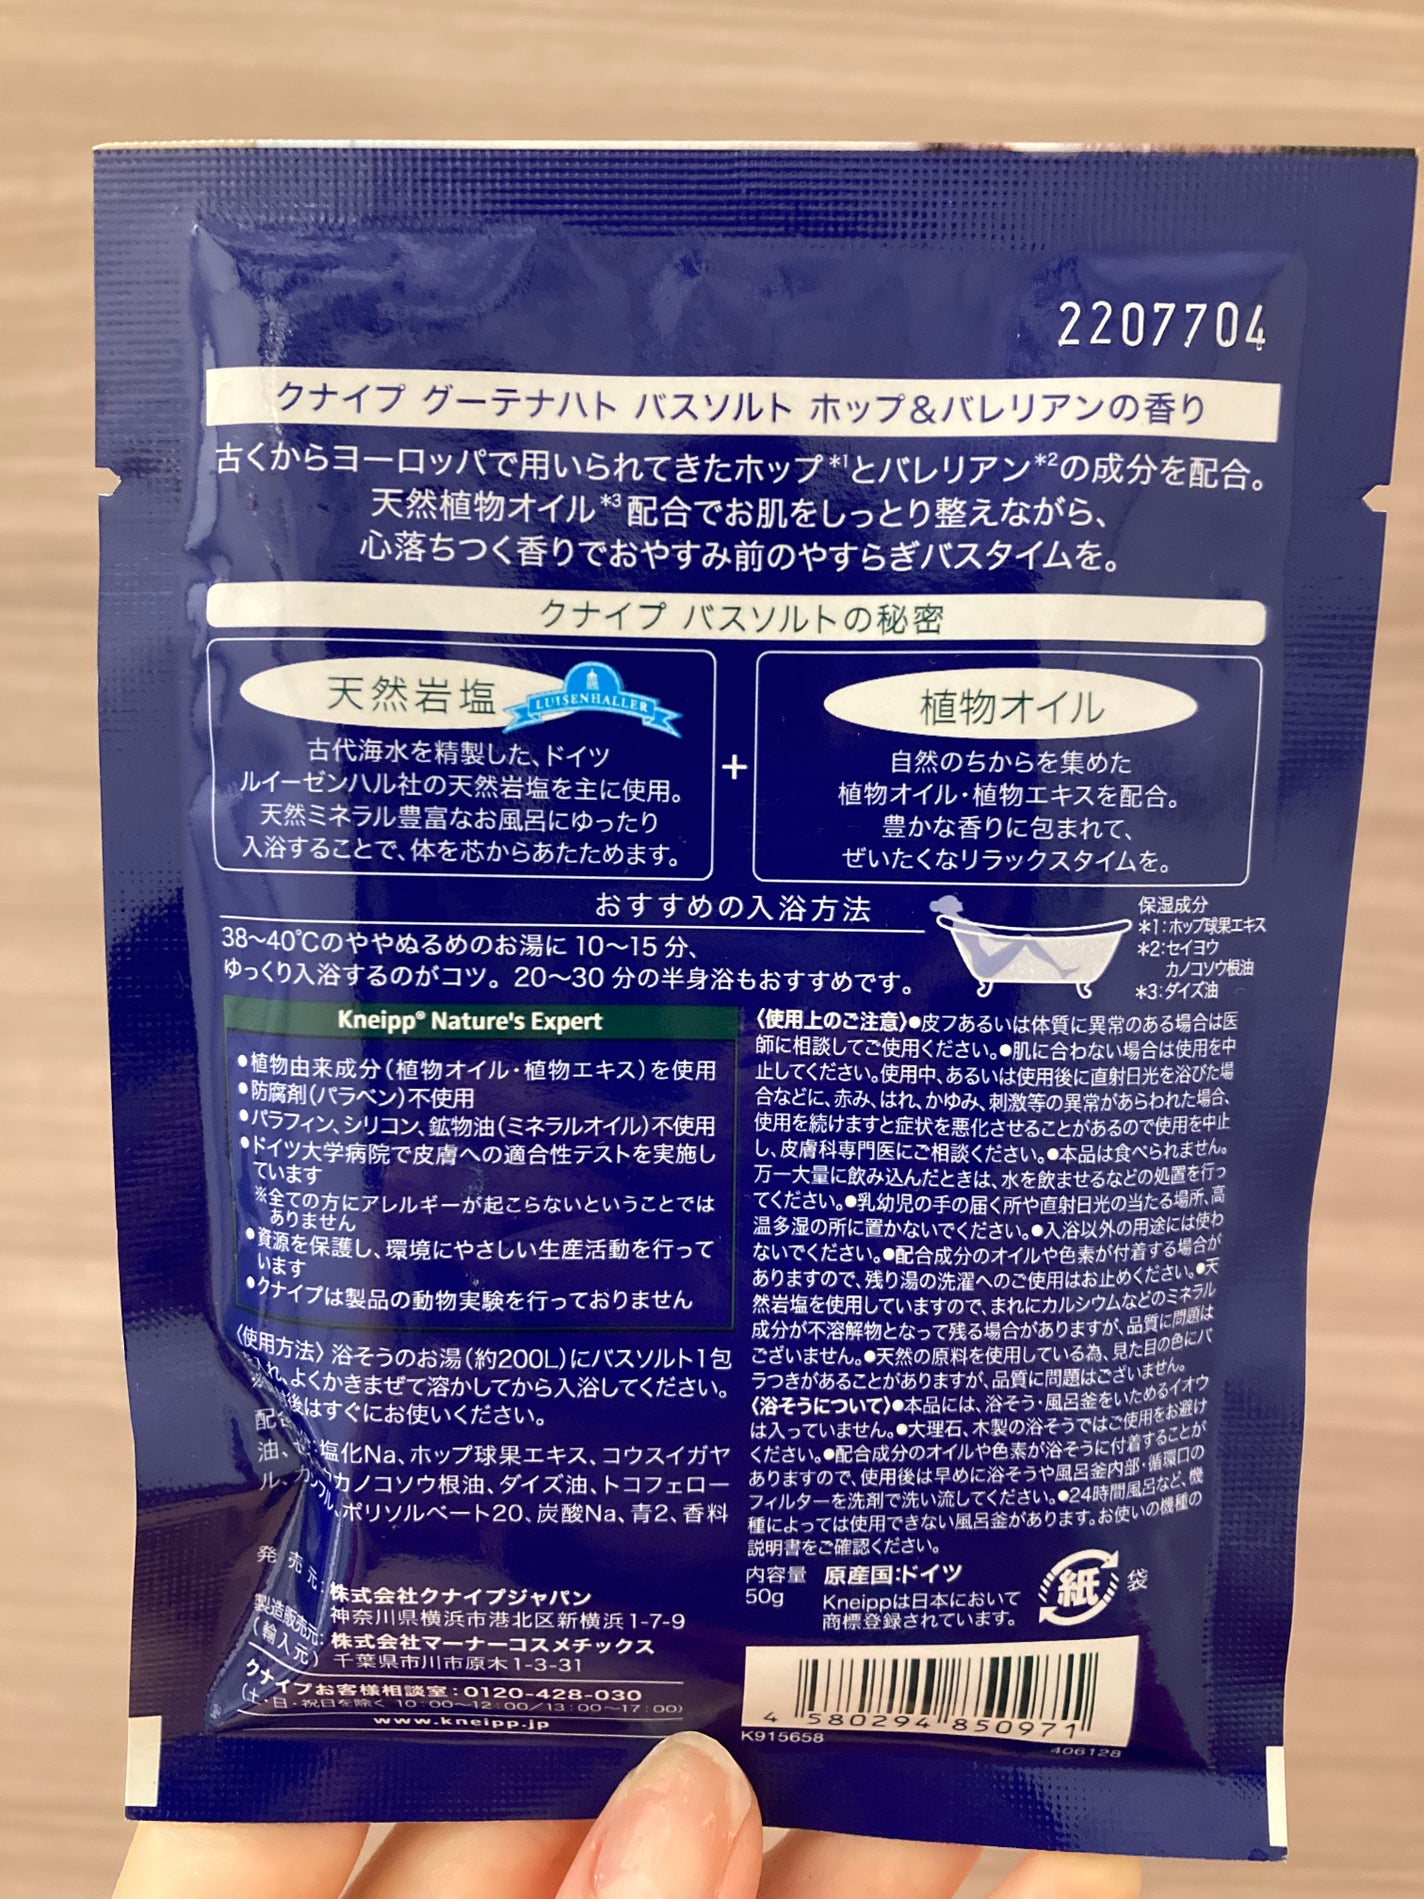 2207704
クナイプ グーテナハト バスソルト ホップ&バレリアンの香り
古くからヨーロッパで用いられてきたホップ*1とバレリアン*2の成分を配合。
天然植物オイル*3配合でお肌をしっとり整えながら、
心落ちつく香りでおやすみ前のやすらぎバスタイムを。
クナイプ バスソルトの秘密
天然岩塩
LUISENHALLER
古代海水を精製した、ドイツ
ルイーゼンハル社の天然岩塩を主に使用。
天然ミネラル豊富なお風呂にゆったり
入浴することで、体を芯からあたためます。
+
植物オイル
自然のちからを集めた
植物オイル・植物エキスを配合。
豊かな香りに包まれて、
ぜいたくなリラックスタイムを。
おすすめの入浴方法
38〜40℃のややぬるめのお湯に 10〜15 分、
ゆっくり入浴するのがコツ。20〜30 分の半身浴もおすすめです。
保湿成分
*1:ホップ球果エキス
*2:セイヨウ
カノコソウ根油
*3:ダイズ油
Kneipp® Nature's Expert
●植物由来成分(植物オイル・植物エキス)を使用
●防腐剤(パラベン)不使用
●パラフィン、シリコン、鉱物油(ミネラルオイル)不使用
●ドイツ大学病院で皮膚への適合性テストを実施し
ています
※全ての方にアレルギーが起こらないということでは
ありません
●資源を保護し、環境にやさしい生産活動を行って
います
●クナイプは製品の動物実験を行っておりません
〈使用方法〉浴そうのお湯(約200L)にバスソルト1包
入れ、よくかきまぜて溶かしてから入浴してください。
後はすぐにお使いください。
塩化Na、ホップ球果エキス、コウスイガヤ
油、カノコソウ根油、ダイズ油、トコフェロー
ル、ポリソルベート20、炭酸Na、青2、香料
発売元:株式会社クナイプジャパン
神奈川県横浜市港北区新横浜1-7-9
製造販売元:株式会社マーナーコスメチックス
(輸入元) 千葉県市川市原木1-3-31
クナイプお客様相談室:0120-428-030
(土・日・祝日を除く 10:00〜12:00/13:00〜17:00)
www.kneipp.jp
〈使用上のご注意〉●皮フあるいは体質に異常のある場合は医
師に相談してご使用ください。●肌に合わない場合は使用を中
止してください。使用中、あるいは使用後に直射日光を浴びた場
合などに、赤み、はれ、かゆみ、刺激等の異常があらわれた場合、
使用を続けますと症状を悪化させることがあるので使用を中止
し、皮膚科専門医にご相談ください。●本品は食べられません。
万一大量に飲み込んだときは、水を飲ませるなどの処置を行っ
てください。●乳幼児の手の届く所や直射日光の当たる場所、高
温多湿の所に置かないでください。●入浴以外の用途には使わ
ないでください。●配合成分のオイルや色素が付着する場合が
ありますので、残り湯の洗濯へのご使用はお止めください。●天
然岩塩を使用していますので、まれにカルシウムなどのミネラル
成分が不溶解物となって残る場合がありますが、品質に問題は
ございません。●天然の原料を使用している為、見た目の色にバ
ラつきがあることがありますが、品質に問題はございません。
〈浴そうについて〉●本品には、浴そう・風呂釜をいためるイオウ
は入っていません。●大理石、木製の浴そうではご使用をお避け
ください。●配合成分のオイルや色素が浴そうに付着することが
ありますので、使用後は早めに浴そうや風呂釜内部・循環口の
フィルターを洗剤で洗い流してください。●24時間風呂など、機
種によっては使用できない風呂釜があります。お使いの機種の
説明書をご確認ください。
内容量
50g
原産国:ドイツ
Kneippは日本において
商標登録されています。
紙
袋
4 580294 850971
K915658
406128